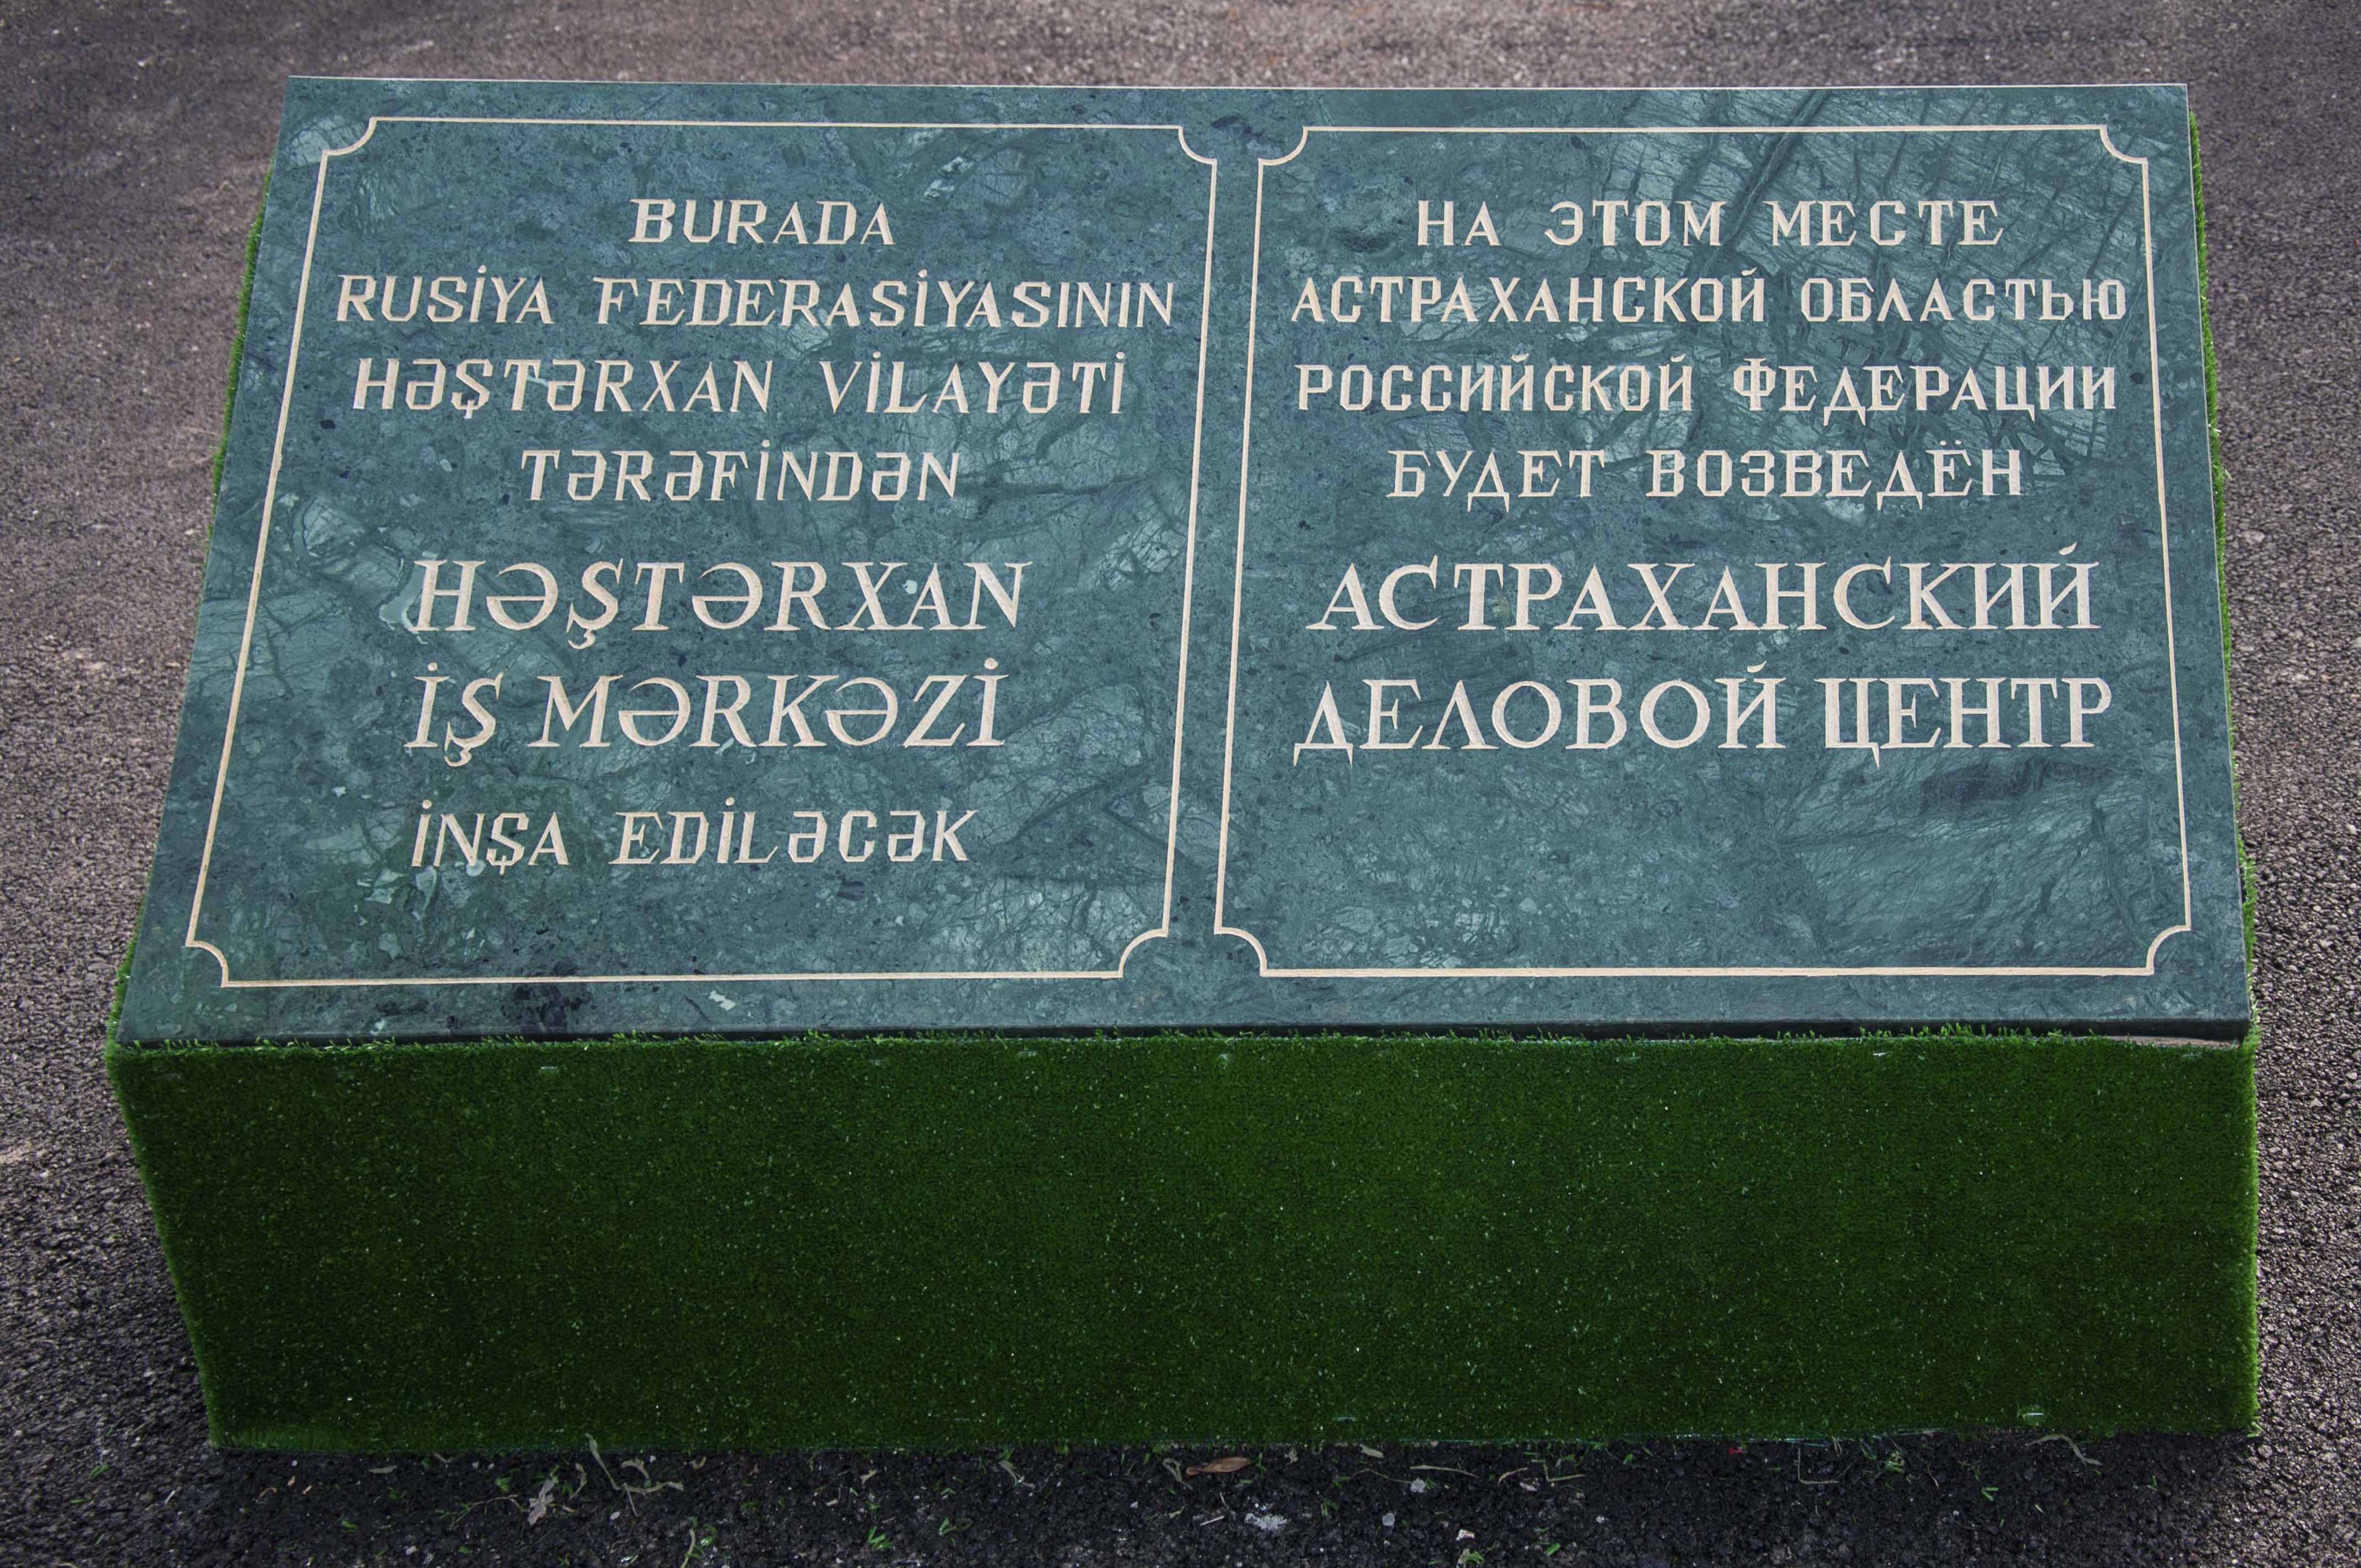 BURADA
RUSİYA FEDERASİYASININ
HƏŞTƏRXAN VİLAYƏTİ
TƏRƏFİNDƏN
HƏŞTƏRXAN
İŞ MƏRKƏZİ
İNŞA EDİLƏCƏK
НА ЭТОМ МЕСТЕ
АСТРАХАНСКОЙ ОБЛАСТЬЮ
РОССИЙСКОЙ ФЕДЕРАЦИИ
БУДЕТ ВОЗВЕДЁН
АСТРАХАНСКИЙ
ДЕЛОВОЙ ЦЕНТР